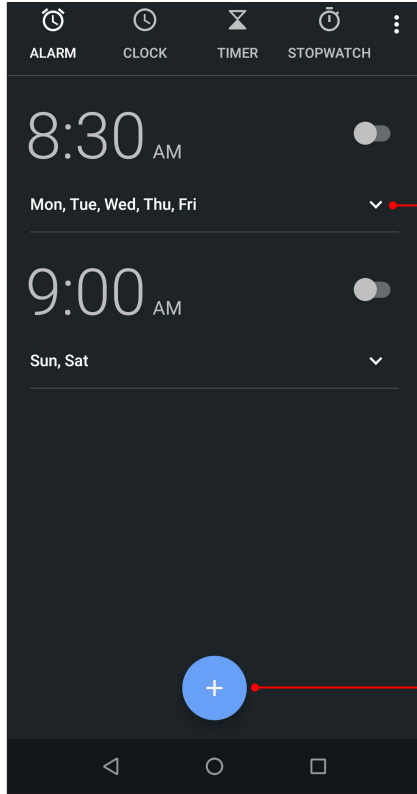 ALARM CLOCK TIMER STOPWATCH
8:30 AM
Mon, Tue, Wed, Thu, Fri
9:00 AM
Sun, Sat